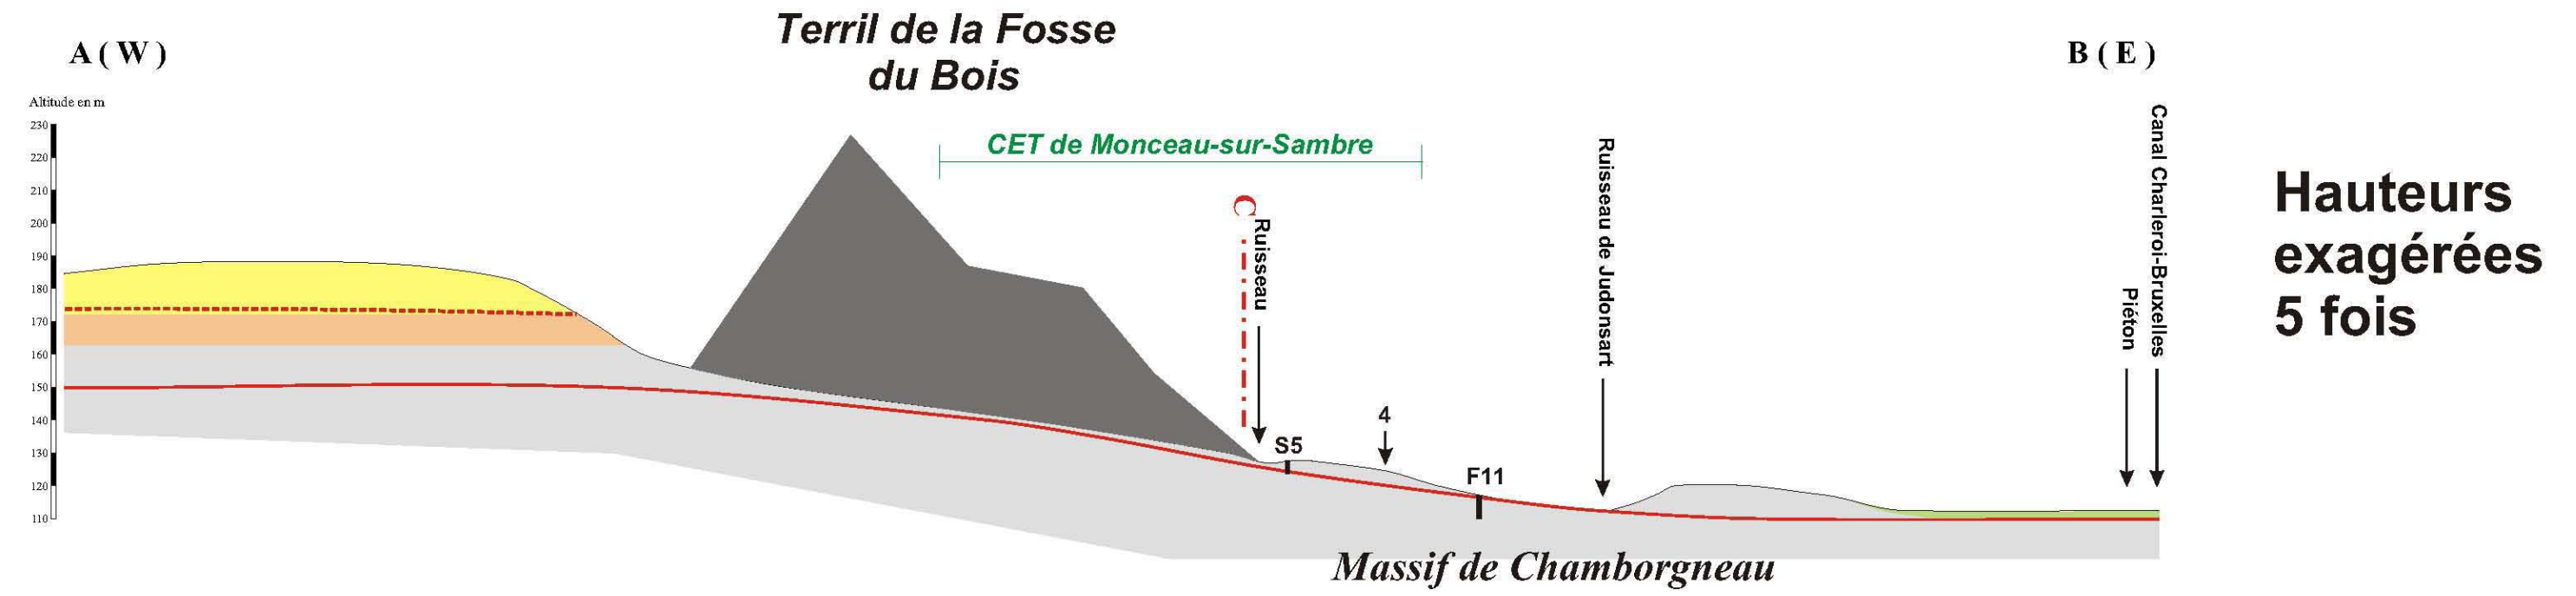 Terril de la Fosse
du Bois
A ( W )
B ( E )
Altitude en m
230
220
210
200
190
180
170
160
150
140
130
120
110
CET de Monceau-sur-Sambre
C
Ruisseau
S5
4
F11
Ruisseau de Judonsart
Piéton
Canal Charleroi-Bruxelles
Hauteurs
exagérées
5 fois
Massif de Chamborgneau